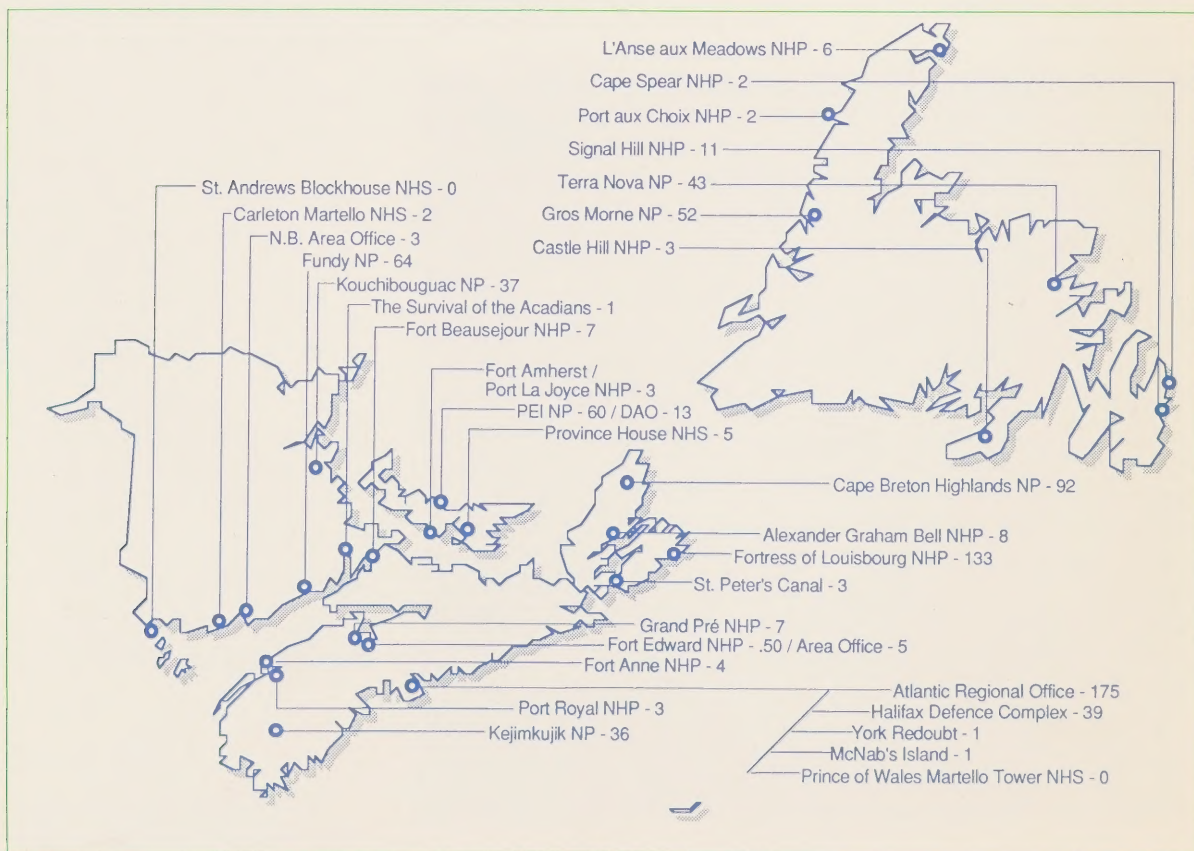 L'Anse aux Meadows NHP - 6
Cape Spear NHP - 2
Port aux Choix NHP - 2
Signal Hill NHP - 11
Terra Nova NP - 43
Gros Morne NP - 52
Castle Hill NHP - 3
St. Andrews Blockhouse NHS - 0
Carleton Martello NHS - 2
N.B. Area Office - 3
Fundy NP - 64
Kouchibouguac NP - 37
The Survival of the Acadians - 1
Fort Beausejour NHP - 7
Fort Amherst /
Port La Joyce NHP - 3
PEI NP - 60 / DAO - 13
Province House NHS - 5
Cape Breton Highlands NP - 92
Alexander Graham Bell NHP - 8
Fortress of Louisbourg NHP - 133
St. Peter's Canal - 3
Grand Pré NHP - 7
Fort Edward NHP - .50 / Area Office - 5
Fort Anne NHP - 4
Port Royal NHP - 3
Kejimkujik NP - 36
Atlantic Regional Office - 175
Halifax Defence Complex - 39
York Redoubt - 1
McNab's Island - 1
Prince of Wales Martello Tower NHS - 0